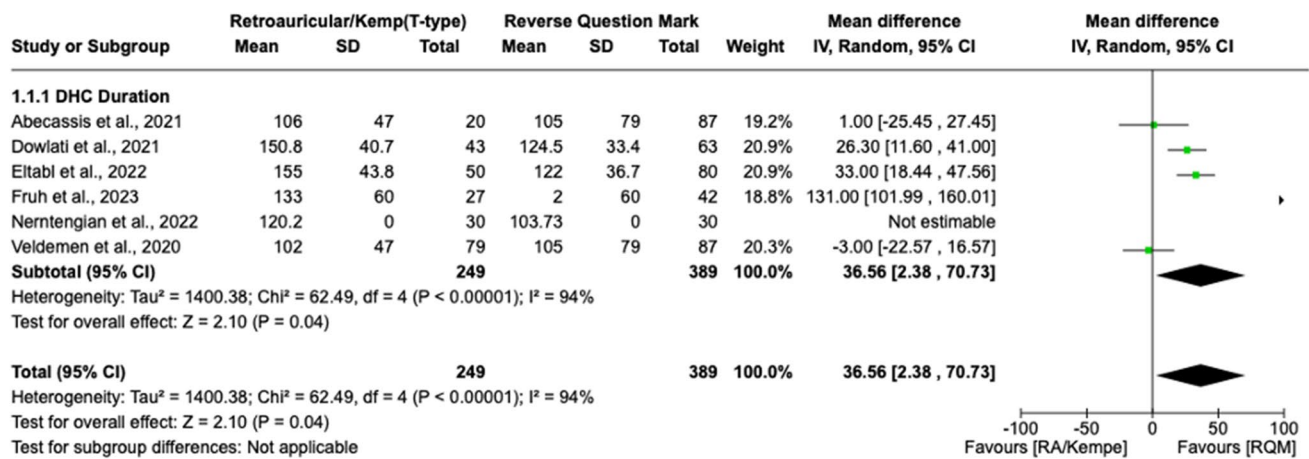 Retroauricular/Kemp(T-type) Reverse Question Mark Mean difference Mean difference
Study or Subgroup Mean SD Total Mean SD Total Weight IV, Random, 95% CI IV, Random, 95% CI
1.1.1 DHC Duration
Abecassis et al., 2021 106 47 20 105 79 87 19.2% 1.00 [-25.45 , 27.45]
Dowlati et al., 2021 150.8 40.7 43 124.5 33.4 63 20.9% 26.30 [11.60 , 41.00]
Eltabl et al., 2022 155 43.8 50 122 36.7 80 20.9% 33.00 [18.44 , 47.56]
Fruh et al., 2023 133 60 27 2 60 42 18.8% 131.00 [101.99 , 160.01]
Nerntengian et al., 2022 120.2 0 30 103.73 0 30 Not estimable
Veldemen et al., 2020 102 47 79 105 79 87 20.3% -3.00 [-22.57 , 16.57]
Subtotal (95% CI) 249 389 100.0% 36.56 [2.38 , 70.73]
Heterogeneity: Tau² = 1400.38; Chi² = 62.49, df = 4 (P < 0.00001); I² = 94%
Test for overall effect: Z = 2.10 (P = 0.04)
Total (95% CI) 249 389 100.0% 36.56 [2.38 , 70.73]
Heterogeneity: Tau² = 1400.38; Chi² = 62.49, df = 4 (P < 0.00001); I² = 94%
Test for overall effect: Z = 2.10 (P = 0.04)
Test for subgroup differences: Not applicable
-100 -50 0 50 100
Favours [RA/Kempe] Favours [RQM]